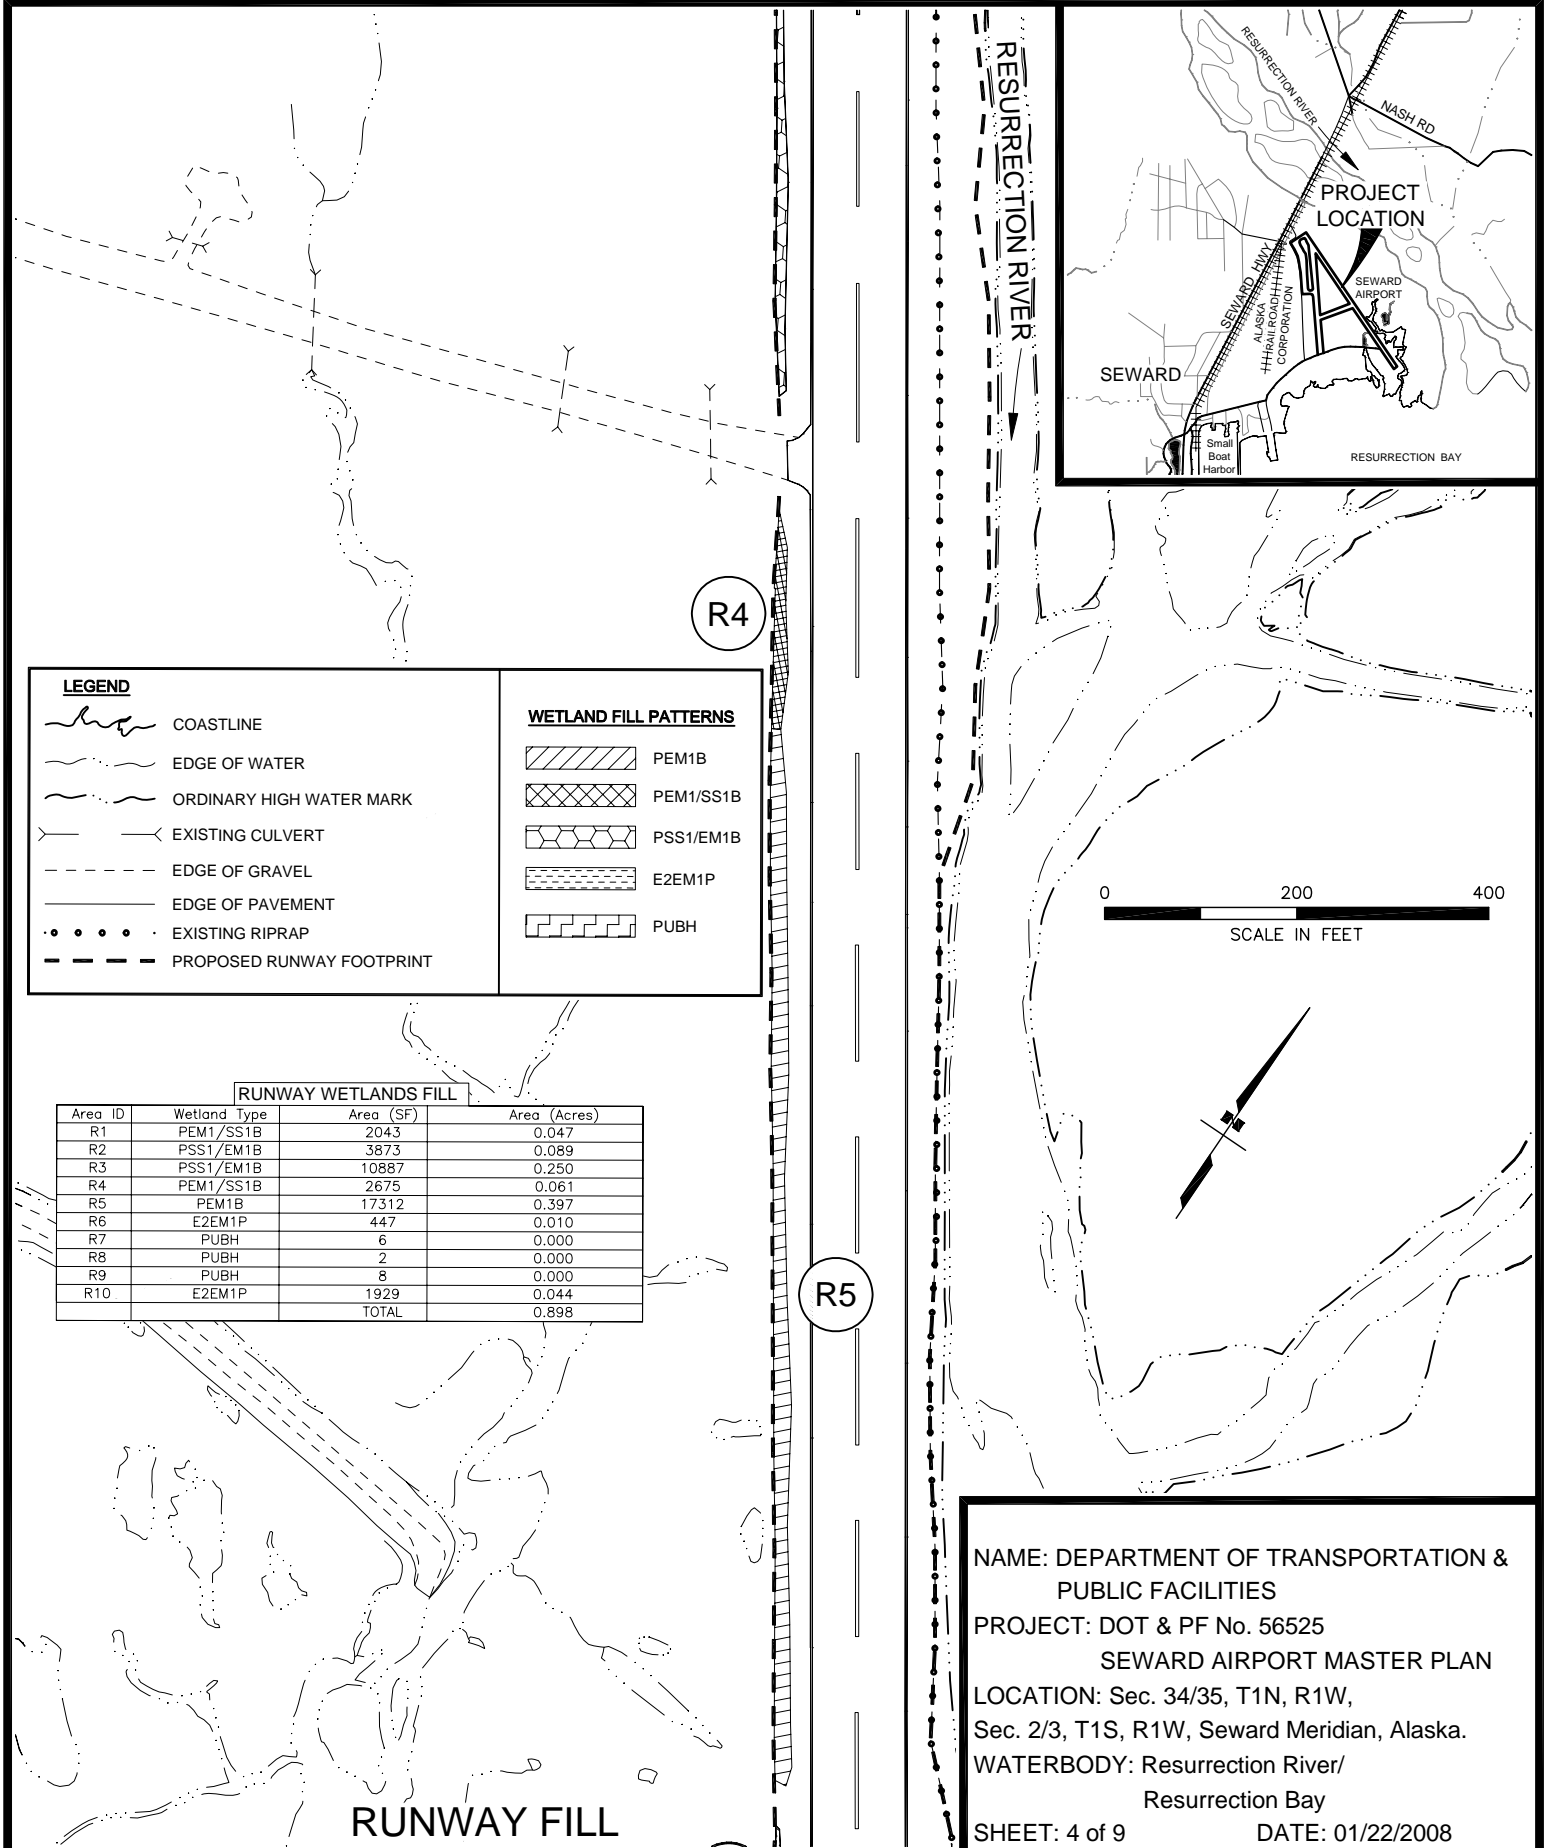 RESURRECTION RIVER
RESURRECTION RIVER
NASH RD
PROJECT
LOCATION
SEWARD HWY
ALASKA
RAILROAD
CORPORATION
SEWARD
AIRPORT
SEWARD
Small
Boat
Harbor
RESURRECTION BAY
R4
LEGEND
COASTLINE
EDGE OF WATER
ORDINARY HIGH WATER MARK
EXISTING CULVERT
EDGE OF GRAVEL
EDGE OF PAVEMENT
EXISTING RIPRAP
PROPOSED RUNWAY FOOTPRINT
WETLAND FILL PATTERNS
PEM1B
PEM1/SS1B
PSS1/EM1B
E2EM1P
PUBH
0 200 400
SCALE IN FEET
RUNWAY WETLANDS FILL
Area ID Wetland Type Area (SF) Area (Acres)
R1 PEM1/SS1B 2043 0.047
R2 PSS1/EM1B 3873 0.089
R3 PSS1/EM1B 10887 0.250
R4 PEM1/SS1B 2675 0.061
R5 PEM1B 17312 0.397
R6 E2EM1P 447 0.010
R7 PUBH 6 0.000
R8 PUBH 2 0.000
R9 PUBH 8 0.000
R10 E2EM1P 1929 0.044
TOTAL 0.898
R5
RUNWAY FILL
NAME: DEPARTMENT OF TRANSPORTATION &
PUBLIC FACILITIES
PROJECT: DOT & PF No. 56525
SEWARD AIRPORT MASTER PLAN
LOCATION: Sec. 34/35, T1N, R1W,
Sec. 2/3, T1S, R1W, Seward Meridian, Alaska.
WATERBODY: Resurrection River/
Resurrection Bay
SHEET: 4 of 9 DATE: 01/22/2008